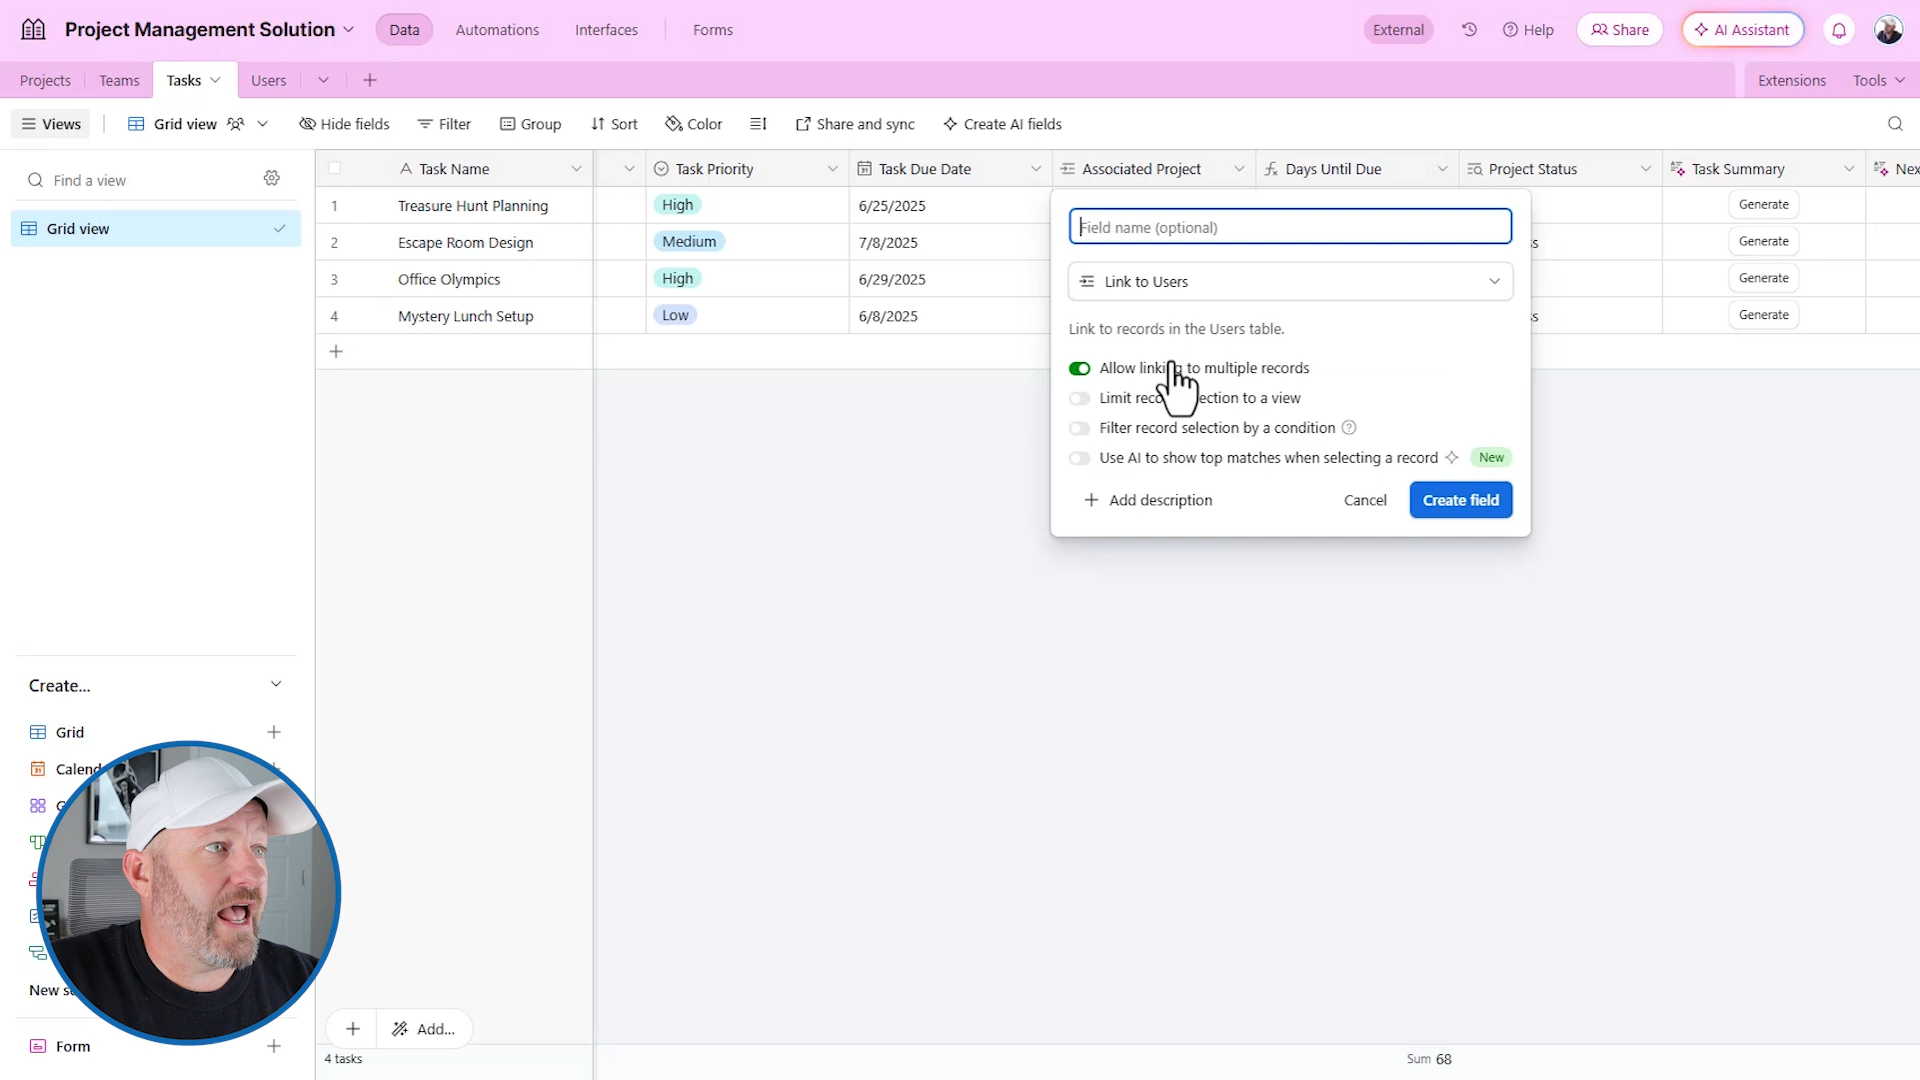 Project Management Solution
Data
Automations
Interfaces
Forms
External
Help
Share
AI Assistant
Projects
Teams
Tasks
Users
Extensions
Tools
Views
Grid view
Hide fields
Filter
Group
Sort
Color
Share and sync
Create AI fields
Find a view
Grid view
Create...
Grid
Form
Task Name
Task Priority
Task Due Date
Associated Project
Days Until Due
Project Status
Task Summary
1 Treasure Hunt Planning High 6/25/2025 Generate
2 Escape Room Design Medium 7/8/2025 Generate
3 Office Olympics High 6/29/2025 Generate
4 Mystery Lunch Setup Low 6/8/2025 Generate
Field name (optional)
Link to Users
Link to records in the Users table.
Allow linking to multiple records
Limit ection to a view
Filter record selection by a condition
Use AI to show top matches when selecting a record New
Add description
Cancel
Create field
Add...
4 tasks
Sum 68